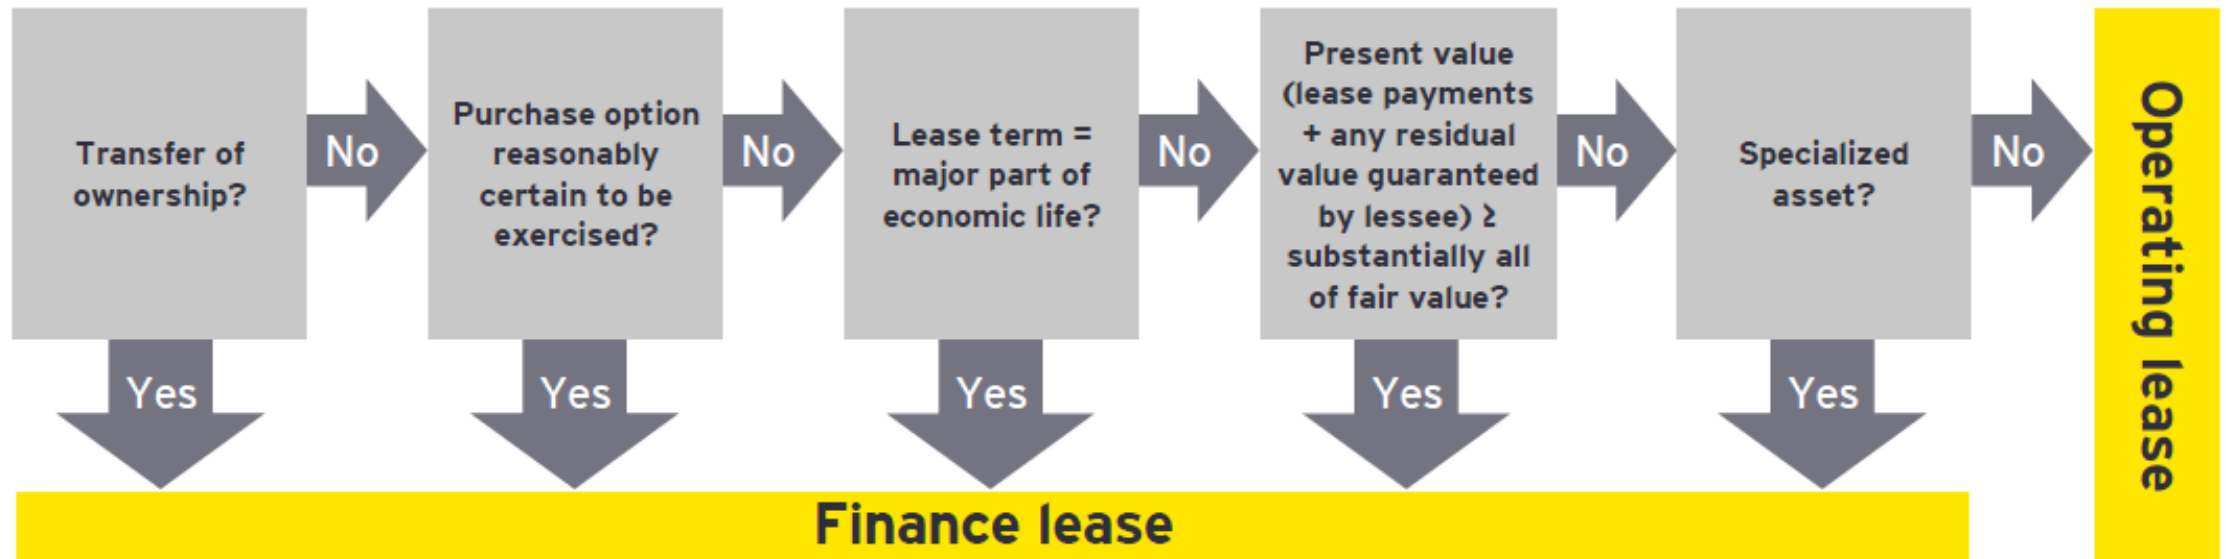 Transfer of
ownership?
No
Yes
Purchase option
reasonably
certain to be
exercised?
No
Yes
Lease term =
major part of
economic life?
No
Yes
Present value
(lease payments
+ any residual
value guaranteed
by lessee) ≥
substantially all
of fair value?
No
Yes
Specialized
asset?
No
Yes
Operating lease
Finance lease